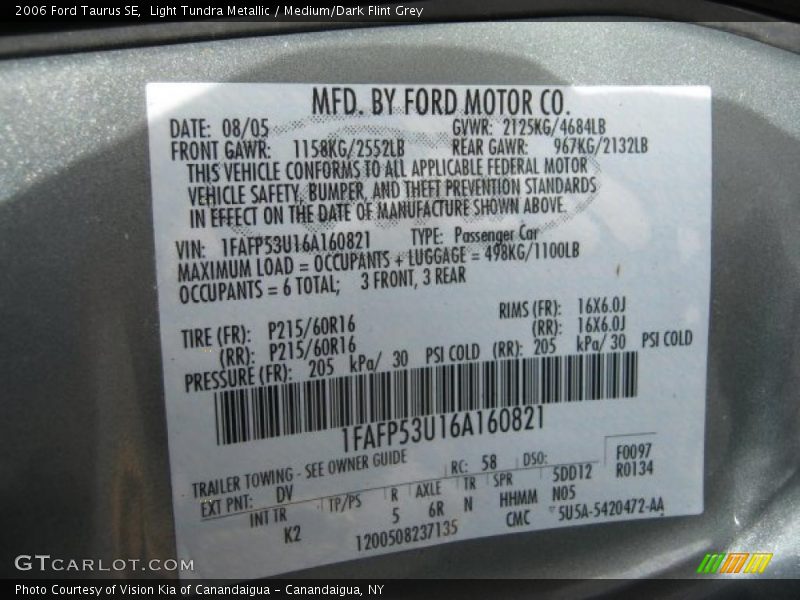 2006 Ford Taurus SE,  Light Tundra Metallic / Medium/Dark Flint Grey
MFD. BY FORD MOTOR CO.
DATE: 08/05 GVWR: 2125KG/4684LB
FRONT GAWR: 1158KG/2552LB REAR GAWR: 967KG/2132LB
THIS VEHICLE CONFORMS TO ALL APPLICABLE FEDERAL MOTOR
VEHICLE SAFETY, BUMPER, AND THEFT PREVENTION STANDARDS
IN EFFECT ON THE DATE OF MANUFACTURE SHOWN ABOVE.
VIN: 1FAFP53U16A160821 TYPE: Passenger Car
MAXIMUM LOAD = OCCUPANTS + LUGGAGE = 498KG/1100LB
OCCUPANTS = 6 TOTAL; 3 FRONT, 3 REAR
TIRE (FR): P215/60R16 RIMS (FR): 16X6.0J
(RR): P215/60R16 (RR): 16X6.0J
PRESSURE (FR): 205 kPa/ 30 PSI COLD (RR): 205 kPa/ 30 PSI COLD
1FAFP53U16A160821
TRAILER TOWING - SEE OWNER GUIDE RC: 58 DSO: F0097
EXT PNT: DV 5DD12 R0134
INT TR TP/PS R AXLE TR SPR N05
K2 5 6R N HHMM
1200508237135 CMC 5U5A-5420472-AA
GTCARLOT.COM
Photo Courtesy of Vision Kia of Canandaigua – Canandaigua, NY